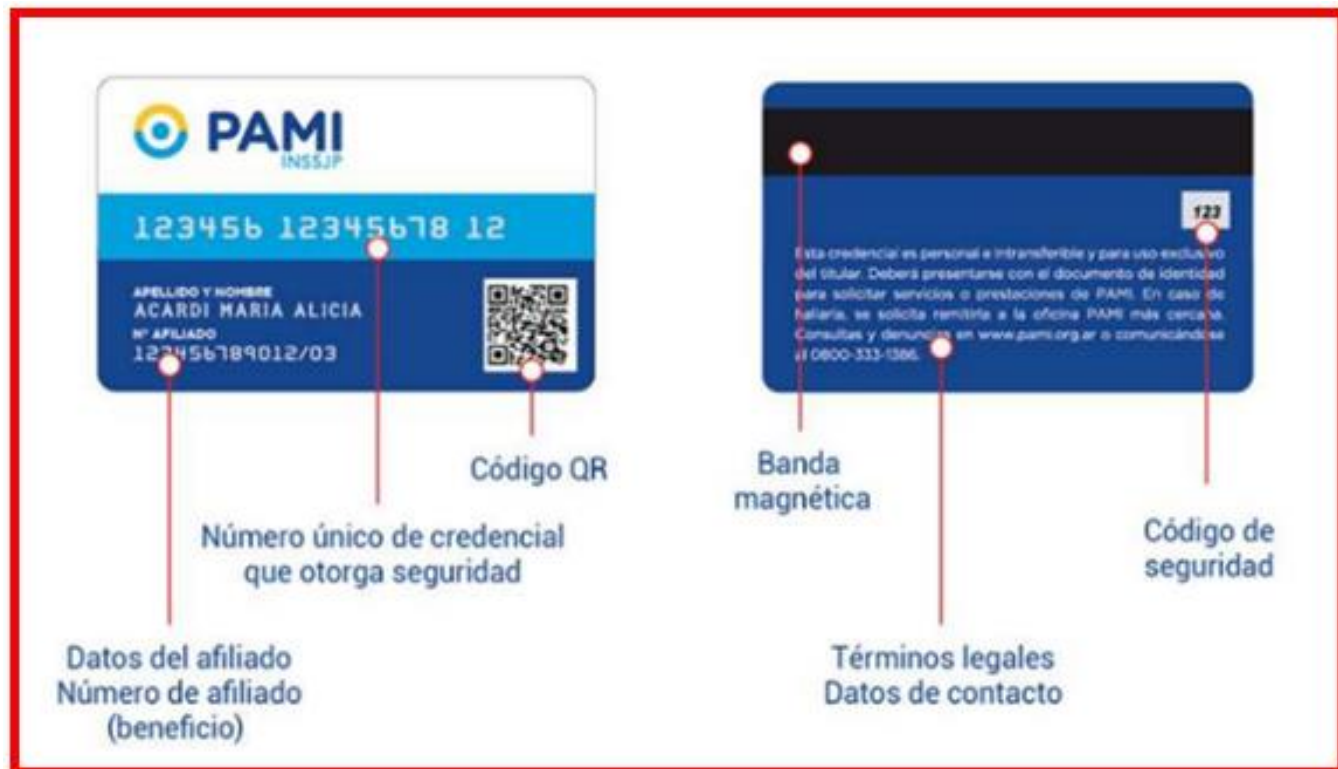 PAMI
INSSJP
123456 12345678 12
APELLIDO Y NOMBRE
ACARDI MARIA ALICIA
N° AFILIADO
123456789012/03
Código QR
Número único de credencial
que otorga seguridad
Datos del afiliado
Número de afiliado
(beneficio)
123
Esta credencial es personal e intransferible y para uso exclusivo
del titular. Deberá presentarse con el documento de identidad
para solicitar servicios o prestaciones de PAMI. En caso de
hallarla, se solicita remitirla a la oficina PAMI más cercana.
Consultas y denuncias en www.pami.org.ar o comunicándose
al 0800-333-1386.
Banda
magnética
Código de
seguridad
Términos legales
Datos de contacto